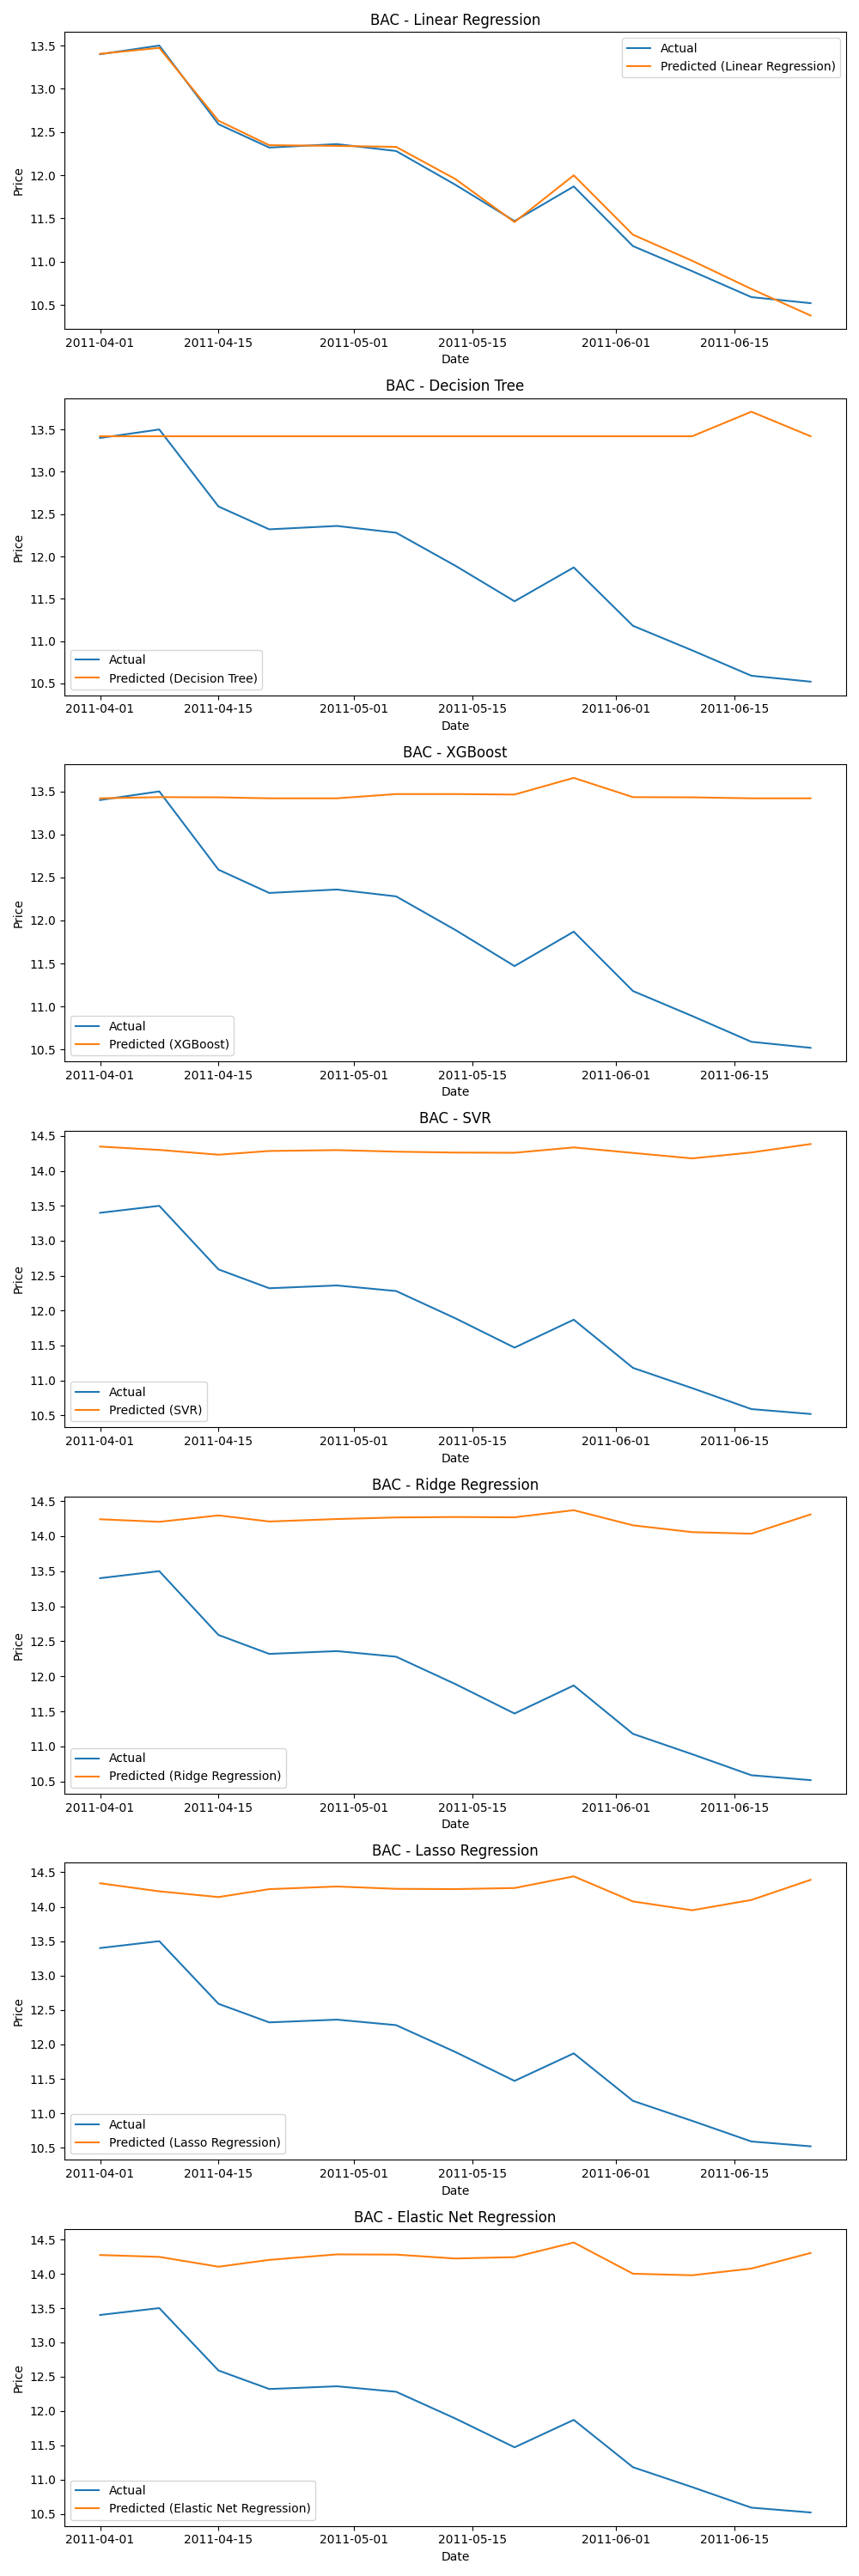 BAC - Linear Regression
13.5
13.0
12.5
12.0
11.5
11.0
10.5
Price
Actual
Predicted (Linear Regression)
2011-04-01 2011-04-15 2011-05-01 2011-05-15 2011-06-01 2011-06-15
Date
BAC - Decision Tree
13.5
13.0
12.5
12.0
11.5
11.0
10.5
Price
Actual
Predicted (Decision Tree)
2011-04-01 2011-04-15 2011-05-01 2011-05-15 2011-06-01 2011-06-15
Date
BAC - XGBoost
13.5
13.0
12.5
12.0
11.5
11.0
10.5
Price
Actual
Predicted (XGBoost)
2011-04-01 2011-04-15 2011-05-01 2011-05-15 2011-06-01 2011-06-15
Date
BAC - SVR
14.5
14.0
13.5
13.0
12.5
12.0
11.5
11.0
10.5
Price
Actual
Predicted (SVR)
2011-04-01 2011-04-15 2011-05-01 2011-05-15 2011-06-01 2011-06-15
Date
BAC - Ridge Regression
14.5
14.0
13.5
13.0
12.5
12.0
11.5
11.0
10.5
Price
Actual
Predicted (Ridge Regression)
2011-04-01 2011-04-15 2011-05-01 2011-05-15 2011-06-01 2011-06-15
Date
BAC - Lasso Regression
14.5
14.0
13.5
13.0
12.5
12.0
11.5
11.0
10.5
Price
Actual
Predicted (Lasso Regression)
2011-04-01 2011-04-15 2011-05-01 2011-05-15 2011-06-01 2011-06-15
Date
BAC - Elastic Net Regression
14.5
14.0
13.5
13.0
12.5
12.0
11.5
11.0
10.5
Price
Actual
Predicted (Elastic Net Regression)
2011-04-01 2011-04-15 2011-05-01 2011-05-15 2011-06-01 2011-06-15
Date